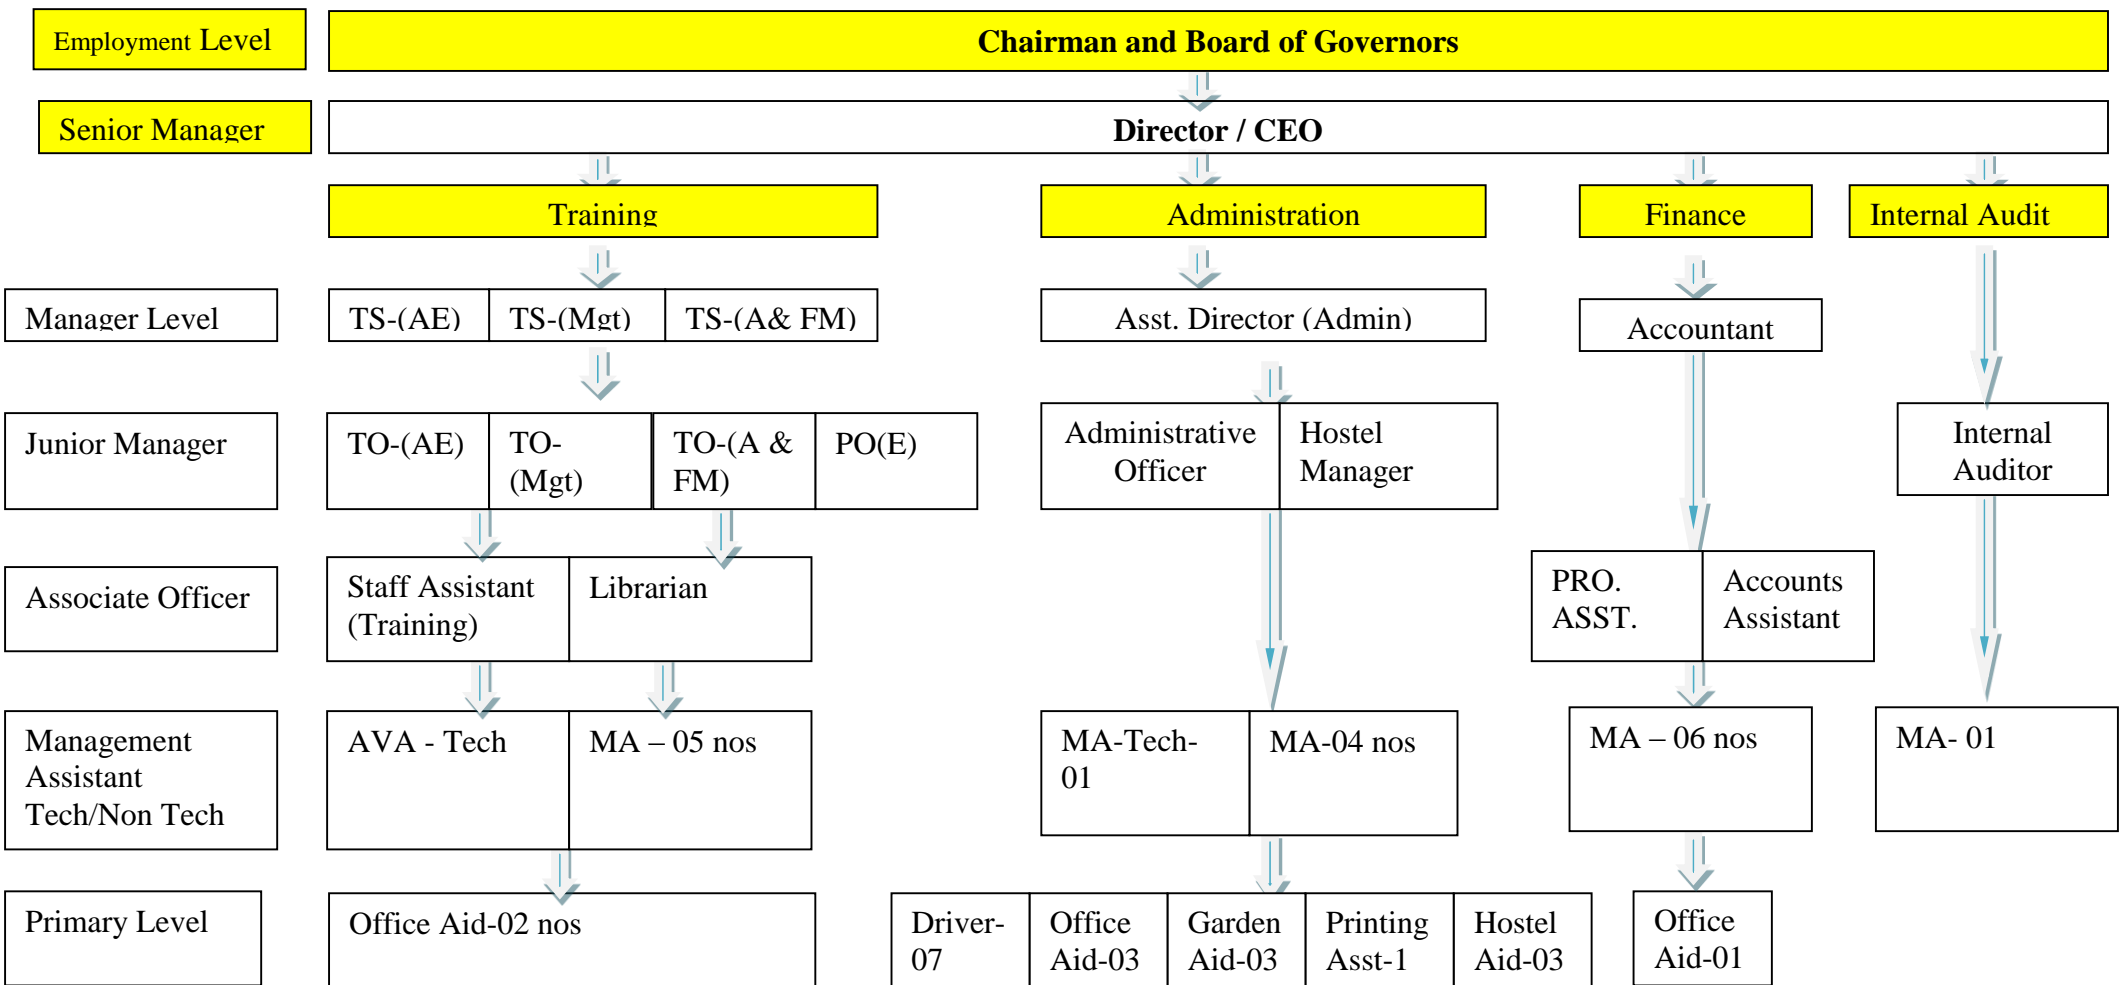 Employment Level
Chairman and Board of Governors
Senior Manager
Director / CEO
Training
Administration
Finance
Internal Audit
Manager Level
TS-(AE)
TS-(Mgt)
TS-(A& FM)
Asst. Director (Admin)
Accountant
Junior Manager
TO-(AE)
TO-
(Mgt)
TO-(A &
FM)
PO(E)
Administrative
Officer
Hostel
Manager
Internal
Auditor
Associate Officer
Staff Assistant
(Training)
Librarian
PRO.
ASST.
Accounts
Assistant
Management
Assistant
Tech/Non Tech
AVA - Tech
MA – 05 nos
MA-Tech-
01
MA-04 nos
MA – 06 nos
MA- 01
Primary Level
Office Aid-02 nos
Driver-
07
Office
Aid-03
Garden
Aid-03
Printing
Asst-1
Hostel
Aid-03
Office
Aid-01